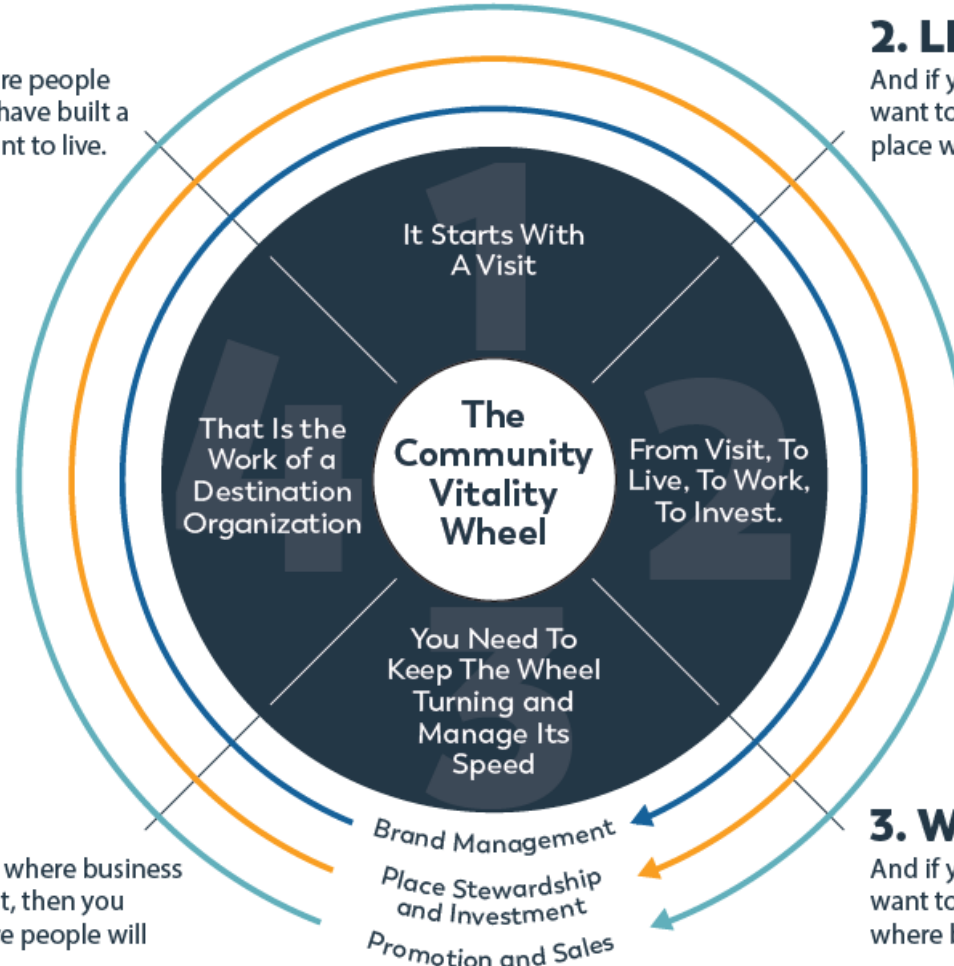 re people
have built a
nt to live.
2. L
And if y
want to
place w
1
It Starts With
A Visit
2
From Visit, To
Live, To Work,
To Invest.
The
Community
Vitality
Wheel
3
You Need To
Keep The Wheel
Turning and
Manage Its
Speed
4
That Is the
Work of a
Destination
Organization
Brand Management
Place Stewardship
and Investment
Promotion and Sales
where business
t, then you
e people will
3. W
And if y
want to
where b